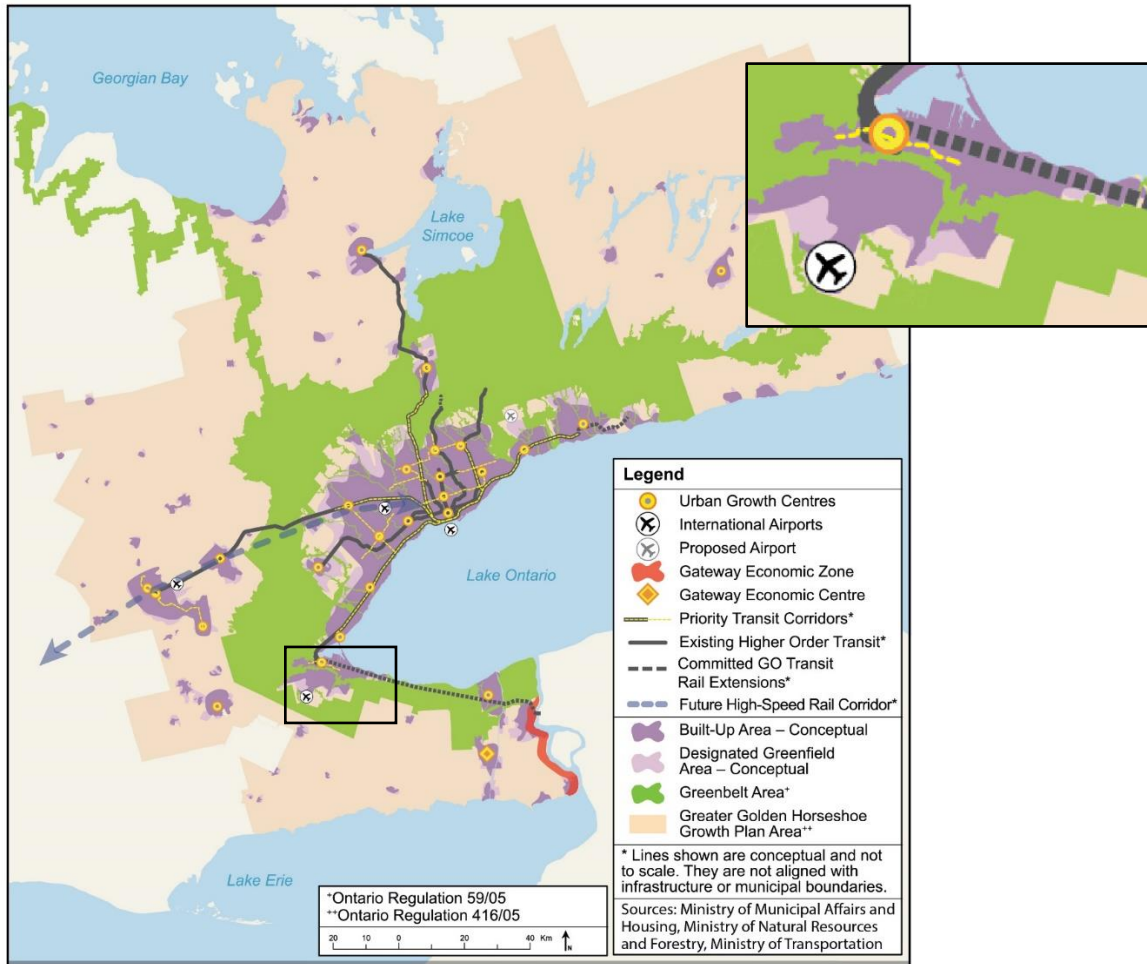 Georgian Bay
Lake
Simcoe
Lake Ontario
Lake Erie
Legend
Urban Growth Centres
International Airports
Proposed Airport
Gateway Economic Zone
Gateway Economic Centre
Priority Transit Corridors*
Existing Higher Order Transit*
Committed GO Transit
Rail Extensions*
Future High-Speed Rail Corridor*
Built-Up Area – Conceptual
Designated Greenfield
Area – Conceptual
Greenbelt Area+
Greater Golden Horseshoe
Growth Plan Area++
* Lines shown are conceptual and not
to scale. They are not aligned with
infrastructure or municipal boundaries.
Sources: Ministry of Municipal Affairs and
Housing, Ministry of Natural Resources
and Forestry, Ministry of Transportation
+Ontario Regulation 59/05
++Ontario Regulation 416/05
20 10 0 20 40 Km N